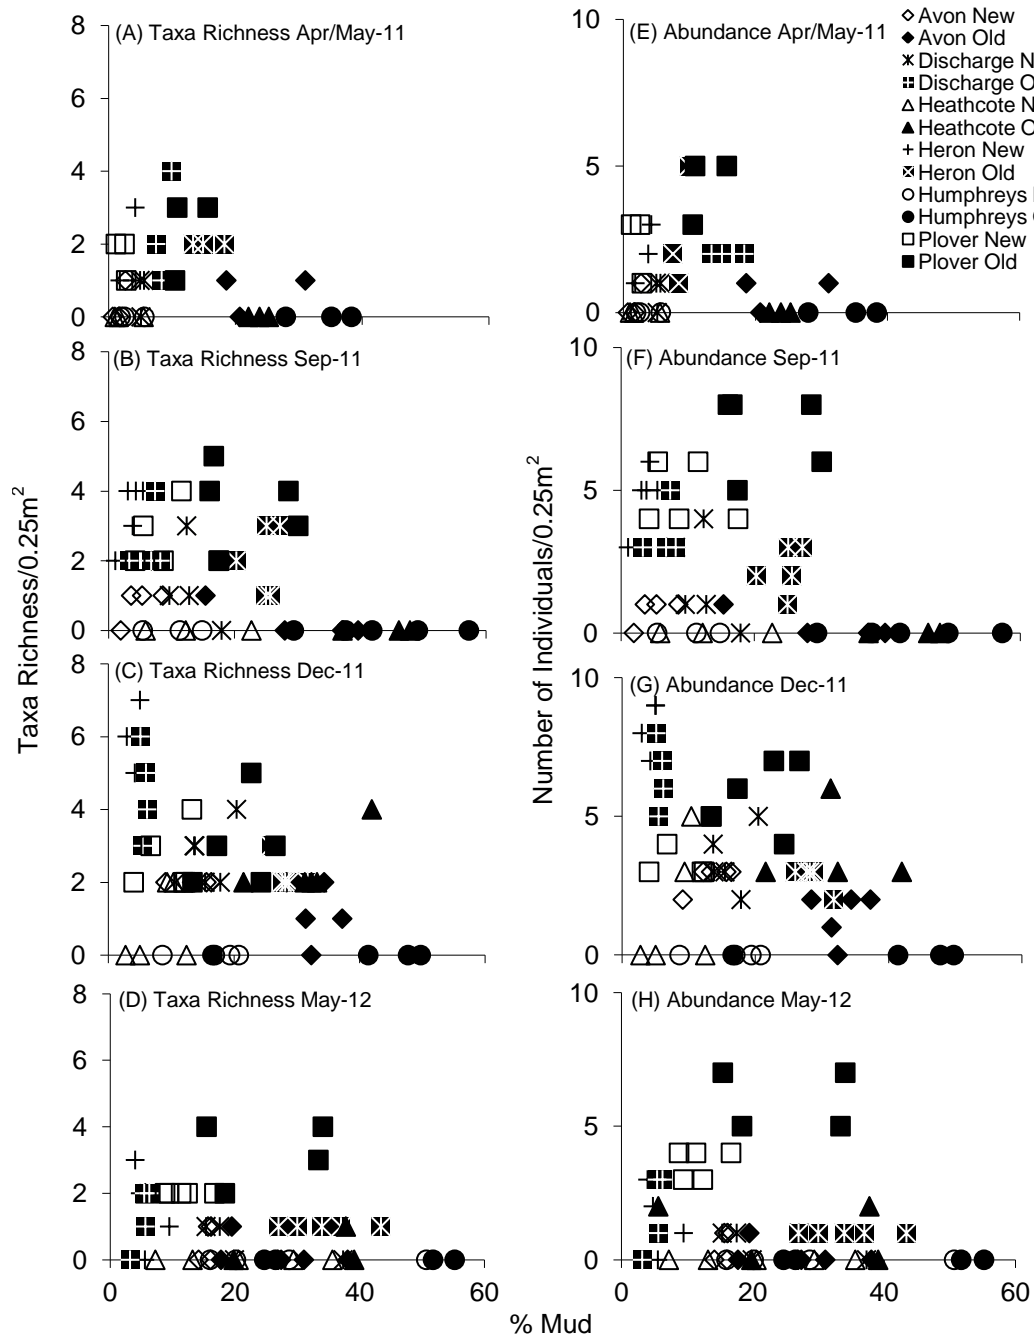 (A) Taxa Richness Apr/May-11
8
6
4
2
0
(E) Abundance Apr/May-11
10
5
0
Avon New
Avon Old
Discharge N
Discharge O
Heathcote N
Heathcote O
Heron New
Heron Old
Humphreys
Humphreys
Plover New
Plover Old
(B) Taxa Richness Sep-11
8
6
4
2
0
(F) Abundance Sep-11
10
5
0
Taxa Richness/0.25m²
Number of Individuals/0.25m²
(C) Taxa Richness Dec-11
8
6
4
2
0
(G) Abundance Dec-11
10
5
0
(D) Taxa Richness May-12
8
6
4
2
0
0 20 40 60
(H) Abundance May-12
10
5
0
0 20 40 60
% Mud